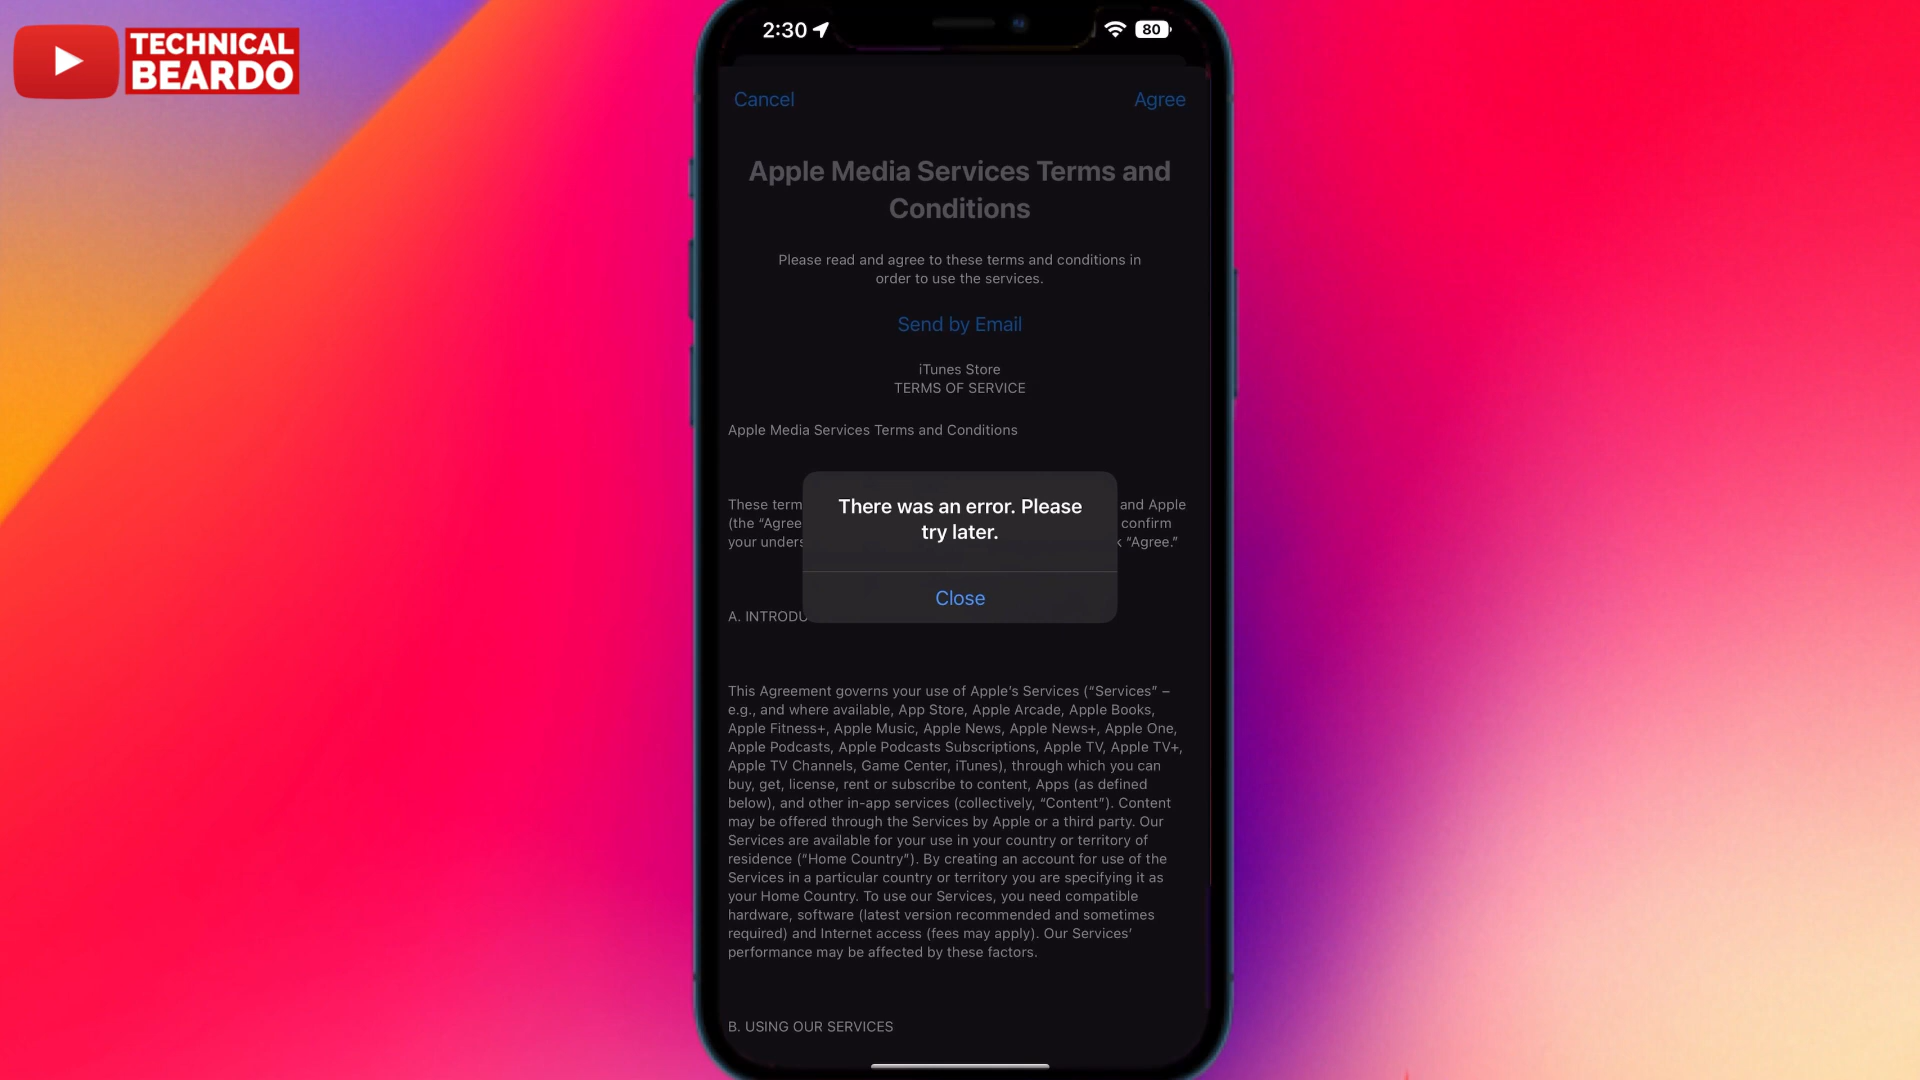 TECHNICAL
BEARDO
2:30
80
Cancel
Agree
Apple Media Services Terms and
Conditions
Please read and agree to these terms and conditions in
order to use the services.
Send by Email
iTunes Store
TERMS OF SERVICE
Apple Media Services Terms and Conditions
These term and Apple
(the “Agree confirm
your unders “Agree.”
There was an error. Please
try later.
Close
A. INTRODU
This Agreement governs your use of Apple’s Services (“Services” –
e.g., and where available, App Store, Apple Arcade, Apple Books,
Apple Fitness+, Apple Music, Apple News, Apple News+, Apple One,
Apple Podcasts, Apple Podcasts Subscriptions, Apple TV, Apple TV+,
Apple TV Channels, Game Center, iTunes), through which you can
buy, get, license, rent or subscribe to content, Apps (as defined
below), and other in-app services (collectively, “Content”). Content
may be offered through the Services by Apple or a third party. Our
Services are available for your use in your country or territory of
residence (“Home Country”). By creating an account for use of the
Services in a particular country or territory you are specifying it as
your Home Country. To use our Services, you need compatible
hardware, software (latest version recommended and sometimes
required) and Internet access (fees may apply). Our Services’
performance may be affected by these factors.
B. USING OUR SERVICES